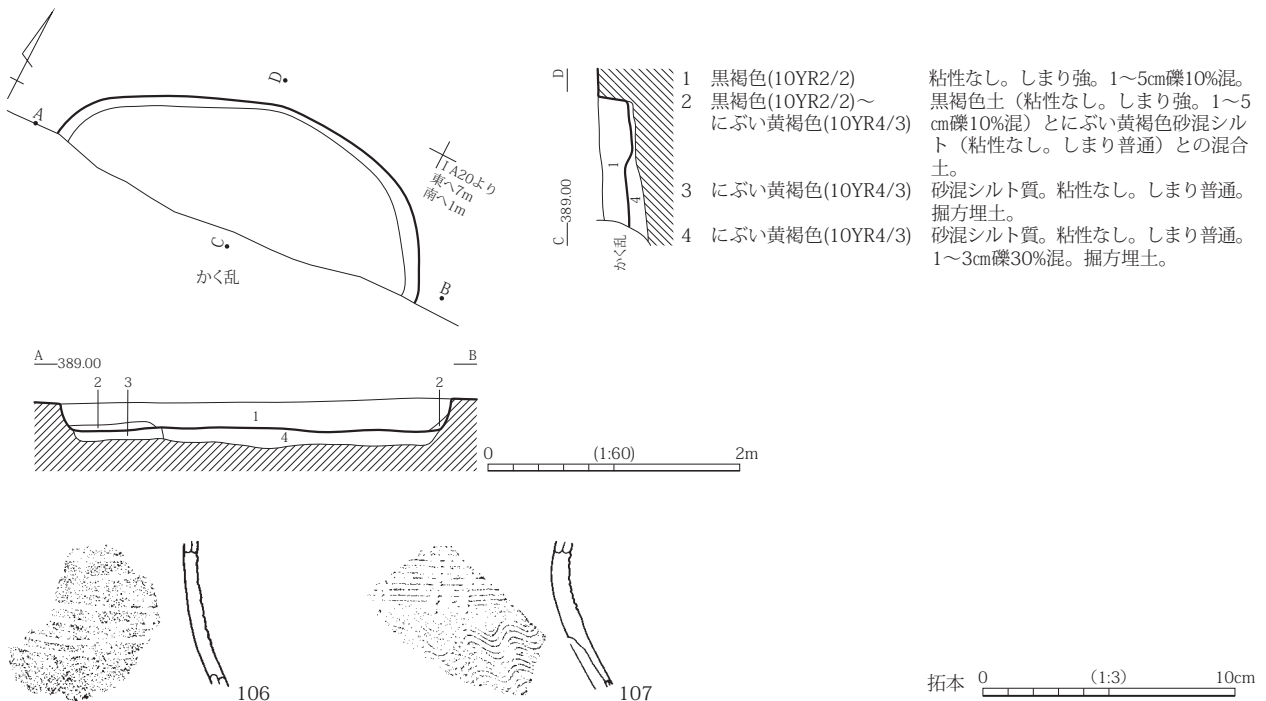 D
A
I A20より
東へ7m
南へ1m
C
かく乱
B
D
1
4
C
389.00
かく乱
1 黒褐色(10YR2/2) 粘性なし。しまり強。1〜5㎝礫10%混。
2 黒褐色(10YR2/2)〜 黒褐色土（粘性なし。しまり強。1〜5
にぶい黄褐色(10YR4/3) ㎝礫10%混）とにぶい黄褐色砂混シル
ト（粘性なし。しまり普通）との混合
土。
3 にぶい黄褐色(10YR4/3) 砂混シルト質。粘性なし。しまり普通。
掘方埋土。
4 にぶい黄褐色(10YR4/3) 砂混シルト質。粘性なし。しまり普通。
1〜3㎝礫30%混。掘方埋土。
A 389.00 B
2 3 2
1
4
0 (1:60) 2m
106
107
拓本 0 (1:3) 10cm